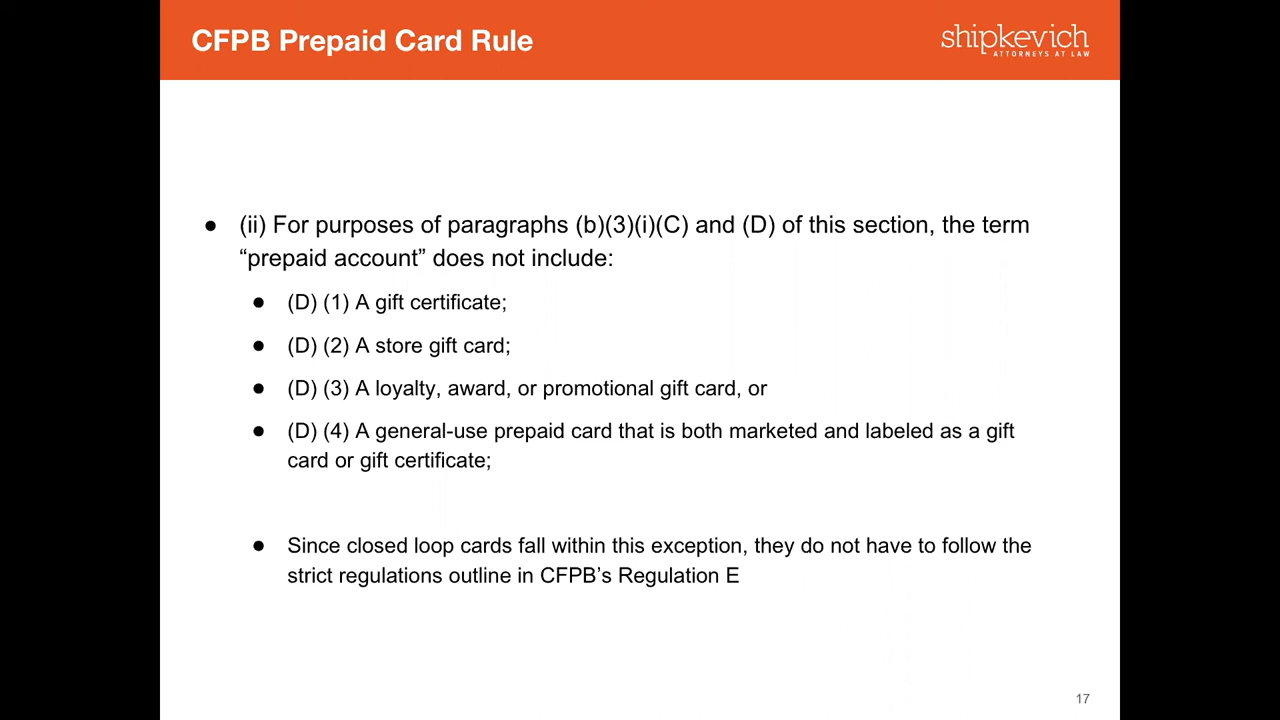 CFPB Prepaid Card Rule
shipkevich
ATTORNEYS AT LAW
● (ii) For purposes of paragraphs (b)(3)(i)(C) and (D) of this section, the term
“prepaid account” does not include:
● (D) (1) A gift certificate;
● (D) (2) A store gift card;
● (D) (3) A loyalty, award, or promotional gift card, or
● (D) (4) A general-use prepaid card that is both marketed and labeled as a gift
card or gift certificate;
● Since closed loop cards fall within this exception, they do not have to follow the
strict regulations outline in CFPB’s Regulation E
17